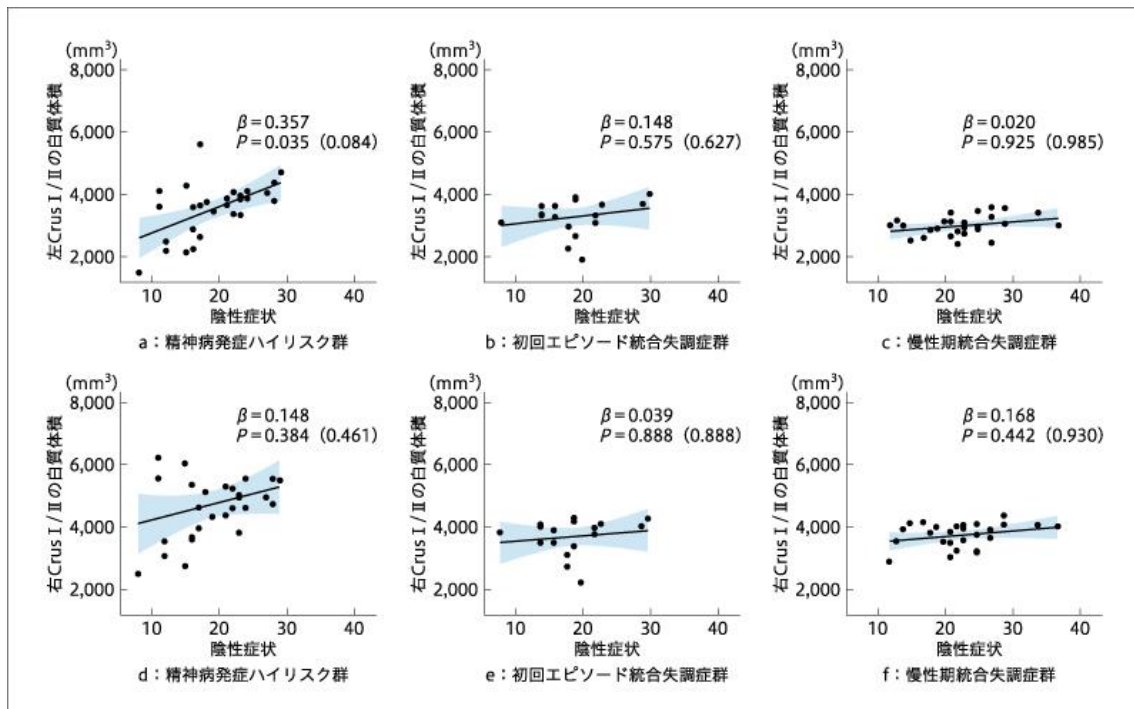 (mm³)
8,000
6,000
4,000
2,000
左Crus Ⅰ/Ⅱの白質体積
β=0.357
P=0.035(0.084)
10 20 30 40
陰性症状
a:精神病発症ハイリスク群
(mm³)
8,000
6,000
4,000
2,000
左Crus Ⅰ/Ⅱの白質体積
β=0.148
P=0.575(0.627)
10 20 30 40
陰性症状
b:初回エピソード統合失調症群
(mm³)
8,000
6,000
4,000
2,000
左Crus Ⅰ/Ⅱの白質体積
β=0.020
P=0.925(0.985)
10 20 30 40
陰性症状
c:慢性期統合失調症群
(mm³)
8,000
6,000
4,000
2,000
右Crus Ⅰ/Ⅱの白質体積
β=0.148
P=0.384(0.461)
10 20 30 40
陰性症状
d:精神病発症ハイリスク群
(mm³)
8,000
6,000
4,000
2,000
右Crus Ⅰ/Ⅱの白質体積
β=0.039
P=0.888(0.888)
10 20 30 40
陰性症状
e:初回エピソード統合失調症群
(mm³)
8,000
6,000
4,000
2,000
右Crus Ⅰ/Ⅱの白質体積
β=0.168
P=0.442(0.930)
10 20 30 40
陰性症状
f:慢性期統合失調症群